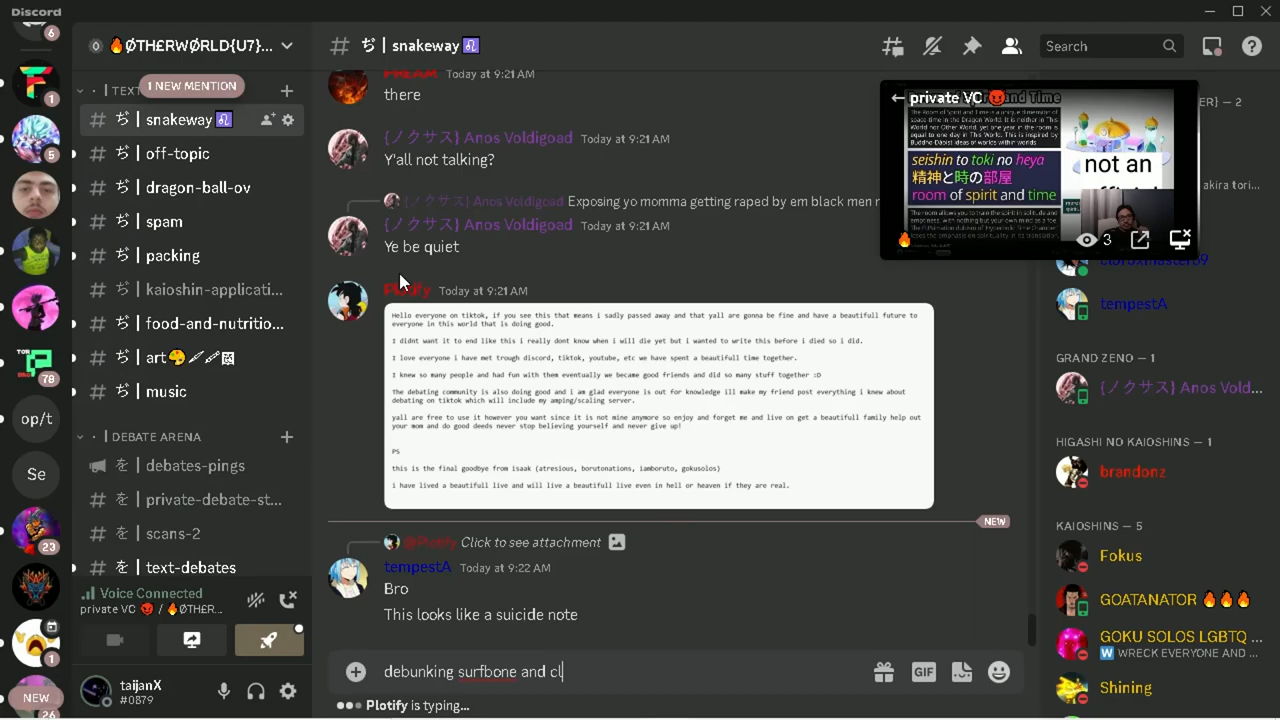 Discord
6
1
5
78
op/t
Se
23
1
NEW
26
🔥ØTHɆRWØRLD{U7}...
1 NEW MENTION
TEXT
# ぢ | snakeway♌
# ぢ | off-topic
# ぢ | dragon-ball-ov
# ぢ | spam
# ぢ | packing
# ぢ | kaioshin-applicati...
# ぢ | food-and-nutritio...
# ぢ | art
# ぢ | music
· | DEBATE ARENA
を | debates-pings
# を | private-debate-st...
# を | scans-2
# を | text-debates
Voice Connected
private VC 😈 / 🔥ØTHɆR...
taijanX
#0879
# ぢ | snakeway♌
Search
Today at 9:21 AM
there
{ノクサス} Anos Voldigoad Today at 9:21 AM
Y'all not talking?
{ノクサス} Anos Voldigoad Exposing yo momma getting raped by em black men
{ノクサス} Anos Voldigoad Today at 9:21 AM
Ye be quiet
Plotify Today at 9:21 AM
Hello everyone on tiktok, if you see this that means i sadly passed away and that yall are gonna be fine and have a beautifull future to
everyone in this world that is doing good.
I didnt want it to end like this i really dont know when i will die yet but i wanted to write this before i died so i did.
I love everyone i have met trough discord, tiktok, youtube, etc we have spent a beautifull time together.
I knew so many people and had fun with them eventually we became good friends and did so many stuff together :D
The debating community is also doing good and i am glad everyone is out for knowledge ill make my friend post everything i knew about
debating on tiktok which will include my amping/scaling server.
yall are free to use it however you want since it is not mine anymore so enjoy and forget me and live on get a beautifull family help out
your mom and do good deeds never stop believing yourself and never give up!
PS
this is the final goodbye from isaak (atresious, borutonations, iamboruto, gokusolos)
i have lived a beautifull live and will live a beautifull live even in hell or heaven if they are real.
NEW
@Plotify Click to see attachment
tempestA Today at 9:22 AM
Bro
This looks like a suicide note
debunking surfbone and cl
GIF
Plotify is typing...
private VC 😈
and Time
seishin to toki no heya
精神と時の部屋
room of spirit and time
not an
3
ER} — 2
akira tori...
tempestA
GRAND ZENO — 1
{ノクサス} Anos Vold...
HIGASHI NO KAIOSHINS — 1
brandonz
KAIOSHINS — 5
Fokus
GOATANATOR 🔥🔥🔥
GOKU SOLOS LGBTQ ...
W WRECK EVERYONE AND ...
Shining